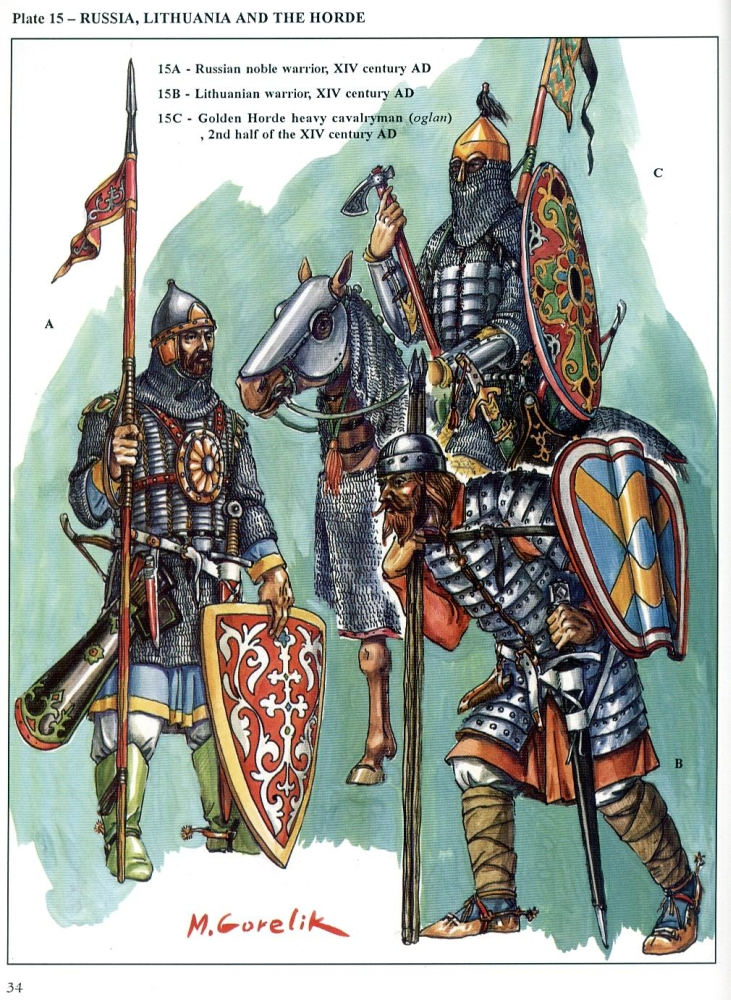 Plate 15 – RUSSIA, LITHUANIA AND THE HORDE
15A - Russian noble warrior, XIV century AD
15B - Lithuanian warrior, XIV century AD
15C - Golden Horde heavy cavalryman (oglan)
, 2nd half of the XIV century AD
C
A
B
M.Gorelik
34